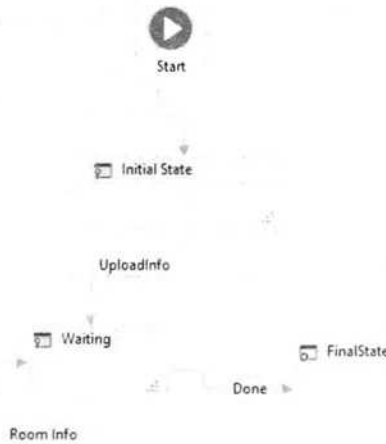 Start
Initial State
UploadInfo
Waiting
FinalState
Done
Room Info